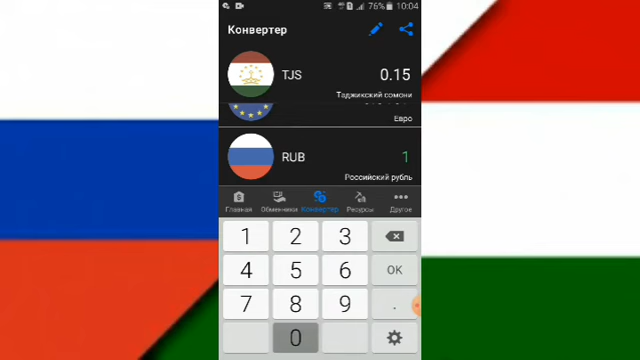 76% 10:04
Конвертер
TJS
0.15
Таджикский сомони
Евро
RUB
1
Российский рубль
Главная Обменники Конвертер Ресурсы Другое
1 2 3
4 5 6 OK
7 8 9 .
0